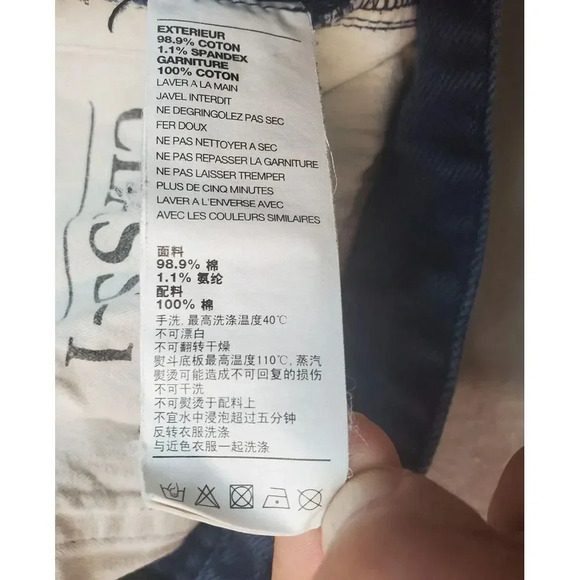 EXTERIEUR
98.9% COTON
1.1% SPANDEX
GARNITURE
100% COTON
LAVER A LA MAIN
JAVEL INTERDIT
NE DEGRINGOLEZ PAS SEC
FER DOUX
NE PAS NETTOYER A SEC
NE PAS REPASSER LA GARNITURE
NE PAS LAISSER TREMPER
PLUS DE CINQ MINUTES
LAVER A L'ENVERSE AVEC
AVEC LES COULEURS SIMILAIRES
面料
98.9% 棉
1.1% 氨纶
配料
100% 棉
手洗, 最高洗涤温度40℃
不可漂白
不可翻转干燥
熨斗底板最高温度110℃, 蒸汽
熨烫可能造成不可回复的损伤
不可干洗
不可熨烫于配料上
不宜水中浸泡超过五分钟
反转衣服洗涤
与近色衣服一起洗涤